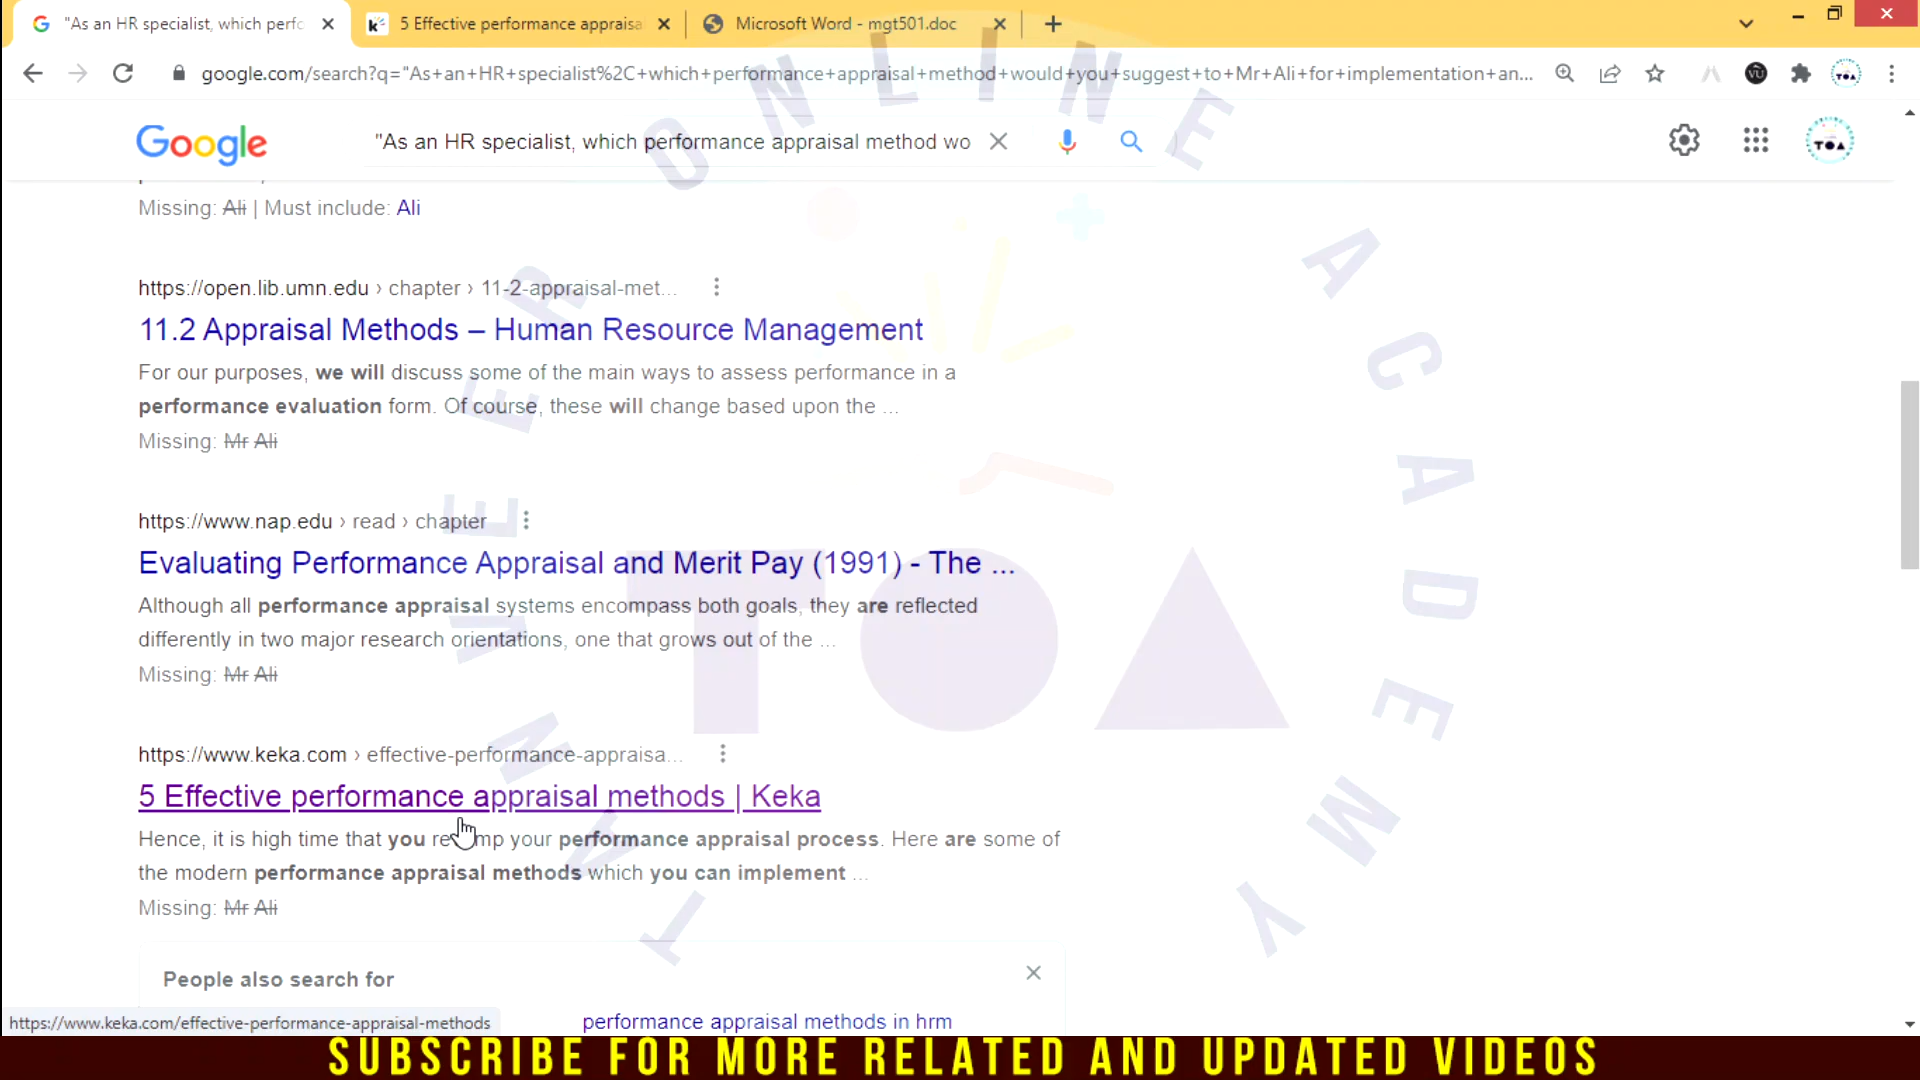 "As an HR specialist, which perfo
5 Effective performance appraisa
Microsoft Word - mgt501.doc
google.com/search?q="As+an+HR+specialist%2C+which+performance+appraisal+method+would+you+suggest+to+Mr+Ali+for+implementation+an...
Google
"As an HR specialist, which performance appraisal method wo
TOA
Missing: Ali | Must include: Ali
https://open.lib.umn.edu › chapter › 11-2-appraisal-met...
11.2 Appraisal Methods – Human Resource Management
For our purposes, we will discuss some of the main ways to assess performance in a
performance evaluation form. Of course, these will change based upon the ...
Missing: Mr Ali
https://www.nap.edu › read › chapter
Evaluating Performance Appraisal and Merit Pay (1991) - The ...
Although all performance appraisal systems encompass both goals, they are reflected
differently in two major research orientations, one that grows out of the ...
Missing: Mr Ali
https://www.keka.com › effective-performance-appraisa...
5 Effective performance appraisal methods | Keka
Hence, it is high time that you revamp your performance appraisal process. Here are some of
the modern performance appraisal methods which you can implement ...
Missing: Mr Ali
People also search for
performance appraisal methods in hrm
https://www.keka.com/effective-performance-appraisal-methods
TANVEER ONLINE ACADEMY
TOA
SUBSCRIBE FOR MORE RELATED AND UPDATED VIDEOS